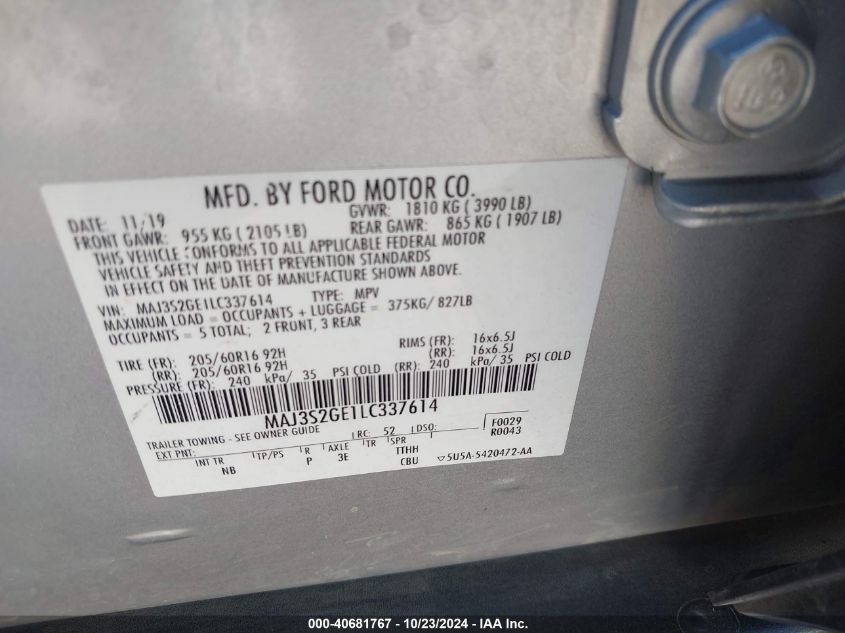 164
MFD. BY FORD MOTOR CO.
DATE: 11/19 GVWR: 1810 KG ( 3990 LB)
FRONT GAWR: 955 KG ( 2105 LB) REAR GAWR: 865 KG ( 1907 LB)
THIS VEHICLE CONFORMS TO ALL APPLICABLE FEDERAL MOTOR
VEHICLE SAFETY AND THEFT PREVENTION STANDARDS
IN EFFECT ON THE DATE OF MANUFACTURE SHOWN ABOVE.
VIN: MAJ3S2GE1LC337614 TYPE: MPV
MAXIMUM LOAD = OCCUPANTS + LUGGAGE = 375KG/ 827LB
OCCUPANTS = 5 TOTAL; 2 FRONT, 3 REAR
TIRE (FR): 205/60R16 92H RIMS (FR): 16x6.5J
(RR): 205/60R16 92H (RR): 16x6.5J
PRESSURE (FR): 240 kPa/ 35 PSI COLD (RR): 240 kPa/ 35 PSI COLD
MAJ3S2GE1LC337614
TRAILER TOWING - SEE OWNER GUIDE
EXT PNT: RC: 52 DSO: F0029
R0043
INT TR TP/PS R AXLE TR SPR
NB P 3E TTHH
CBU 5U5A-5420472-AA
000-40681767 - 10/23/2024 - IAA Inc.